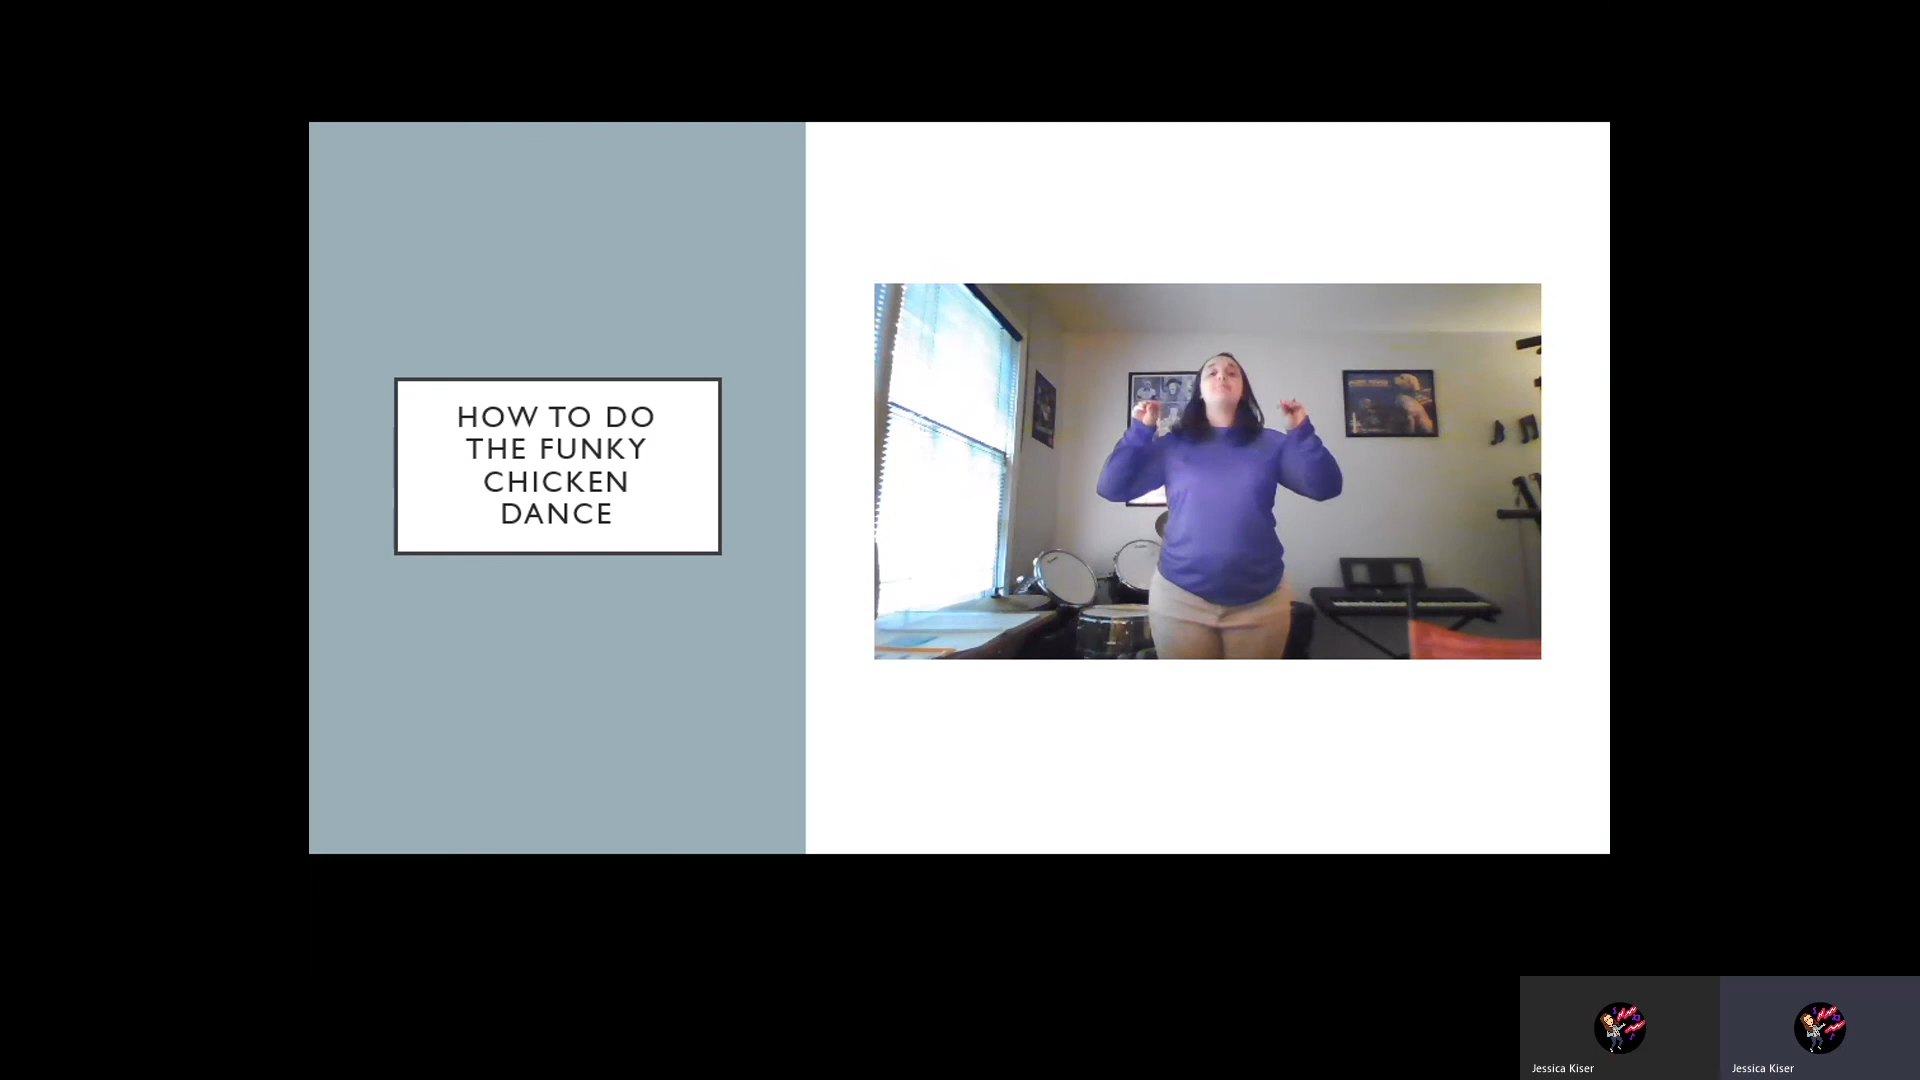 HOW TO DO
THE FUNKY
CHICKEN
DANCE
Jessica Kiser
Jessica Kiser